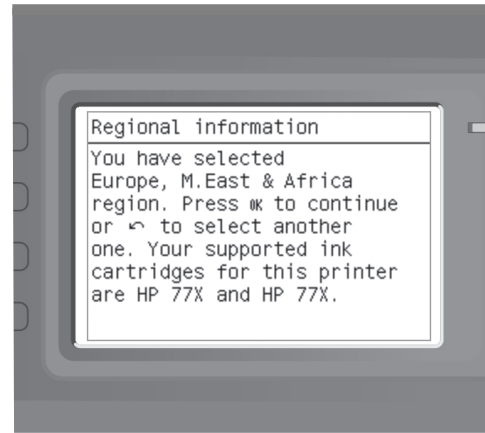 Regional information
You have selected
Europe, M.East & Africa
region. Press OK to continue
or ↶ to select another
one. Your supported ink
cartridges for this printer
are HP 77X and HP 77X.